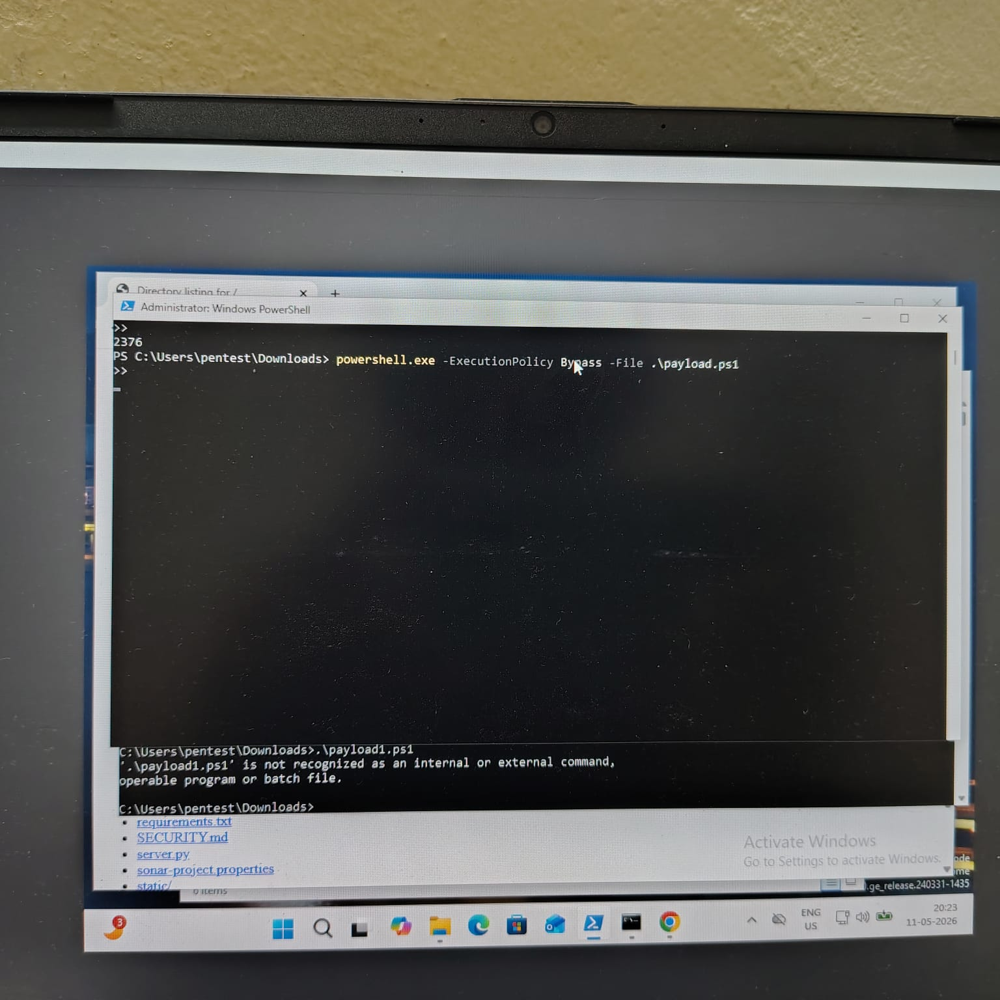 Directory listing for /
Administrator: Windows PowerShell
>>
2376
PS C:\Users\pentest\Downloads> powershell.exe -ExecutionPolicy Bypass -File .\payload.ps1
>>
C:\Users\pentest\Downloads>.\payload1.ps1
'.\payload1.ps1' is not recognized as an internal or external command,
operable program or batch file.
C:\Users\pentest\Downloads>
requirements.txt
SECURITY.md
server.py
sonar-project.properties
static/
Activate Windows
Go to Settings to activate Windows.
ode
me
.ge_release.240331-1435
0 items
3
ENG
US
20:23
11-05-2026